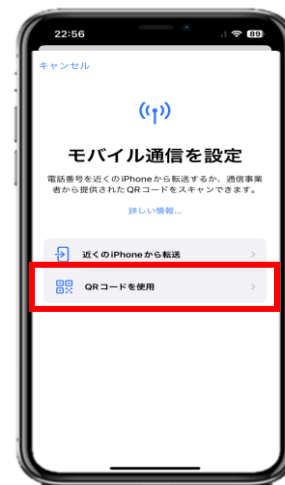 22:56
89
キャンセル
モバイル通信を設定
電話番号を近くのiPhoneから転送するか、通信事業
者から提供されたQRコードをスキャンできます。
詳しい情報...
近くのiPhoneから転送
QRコードを使用